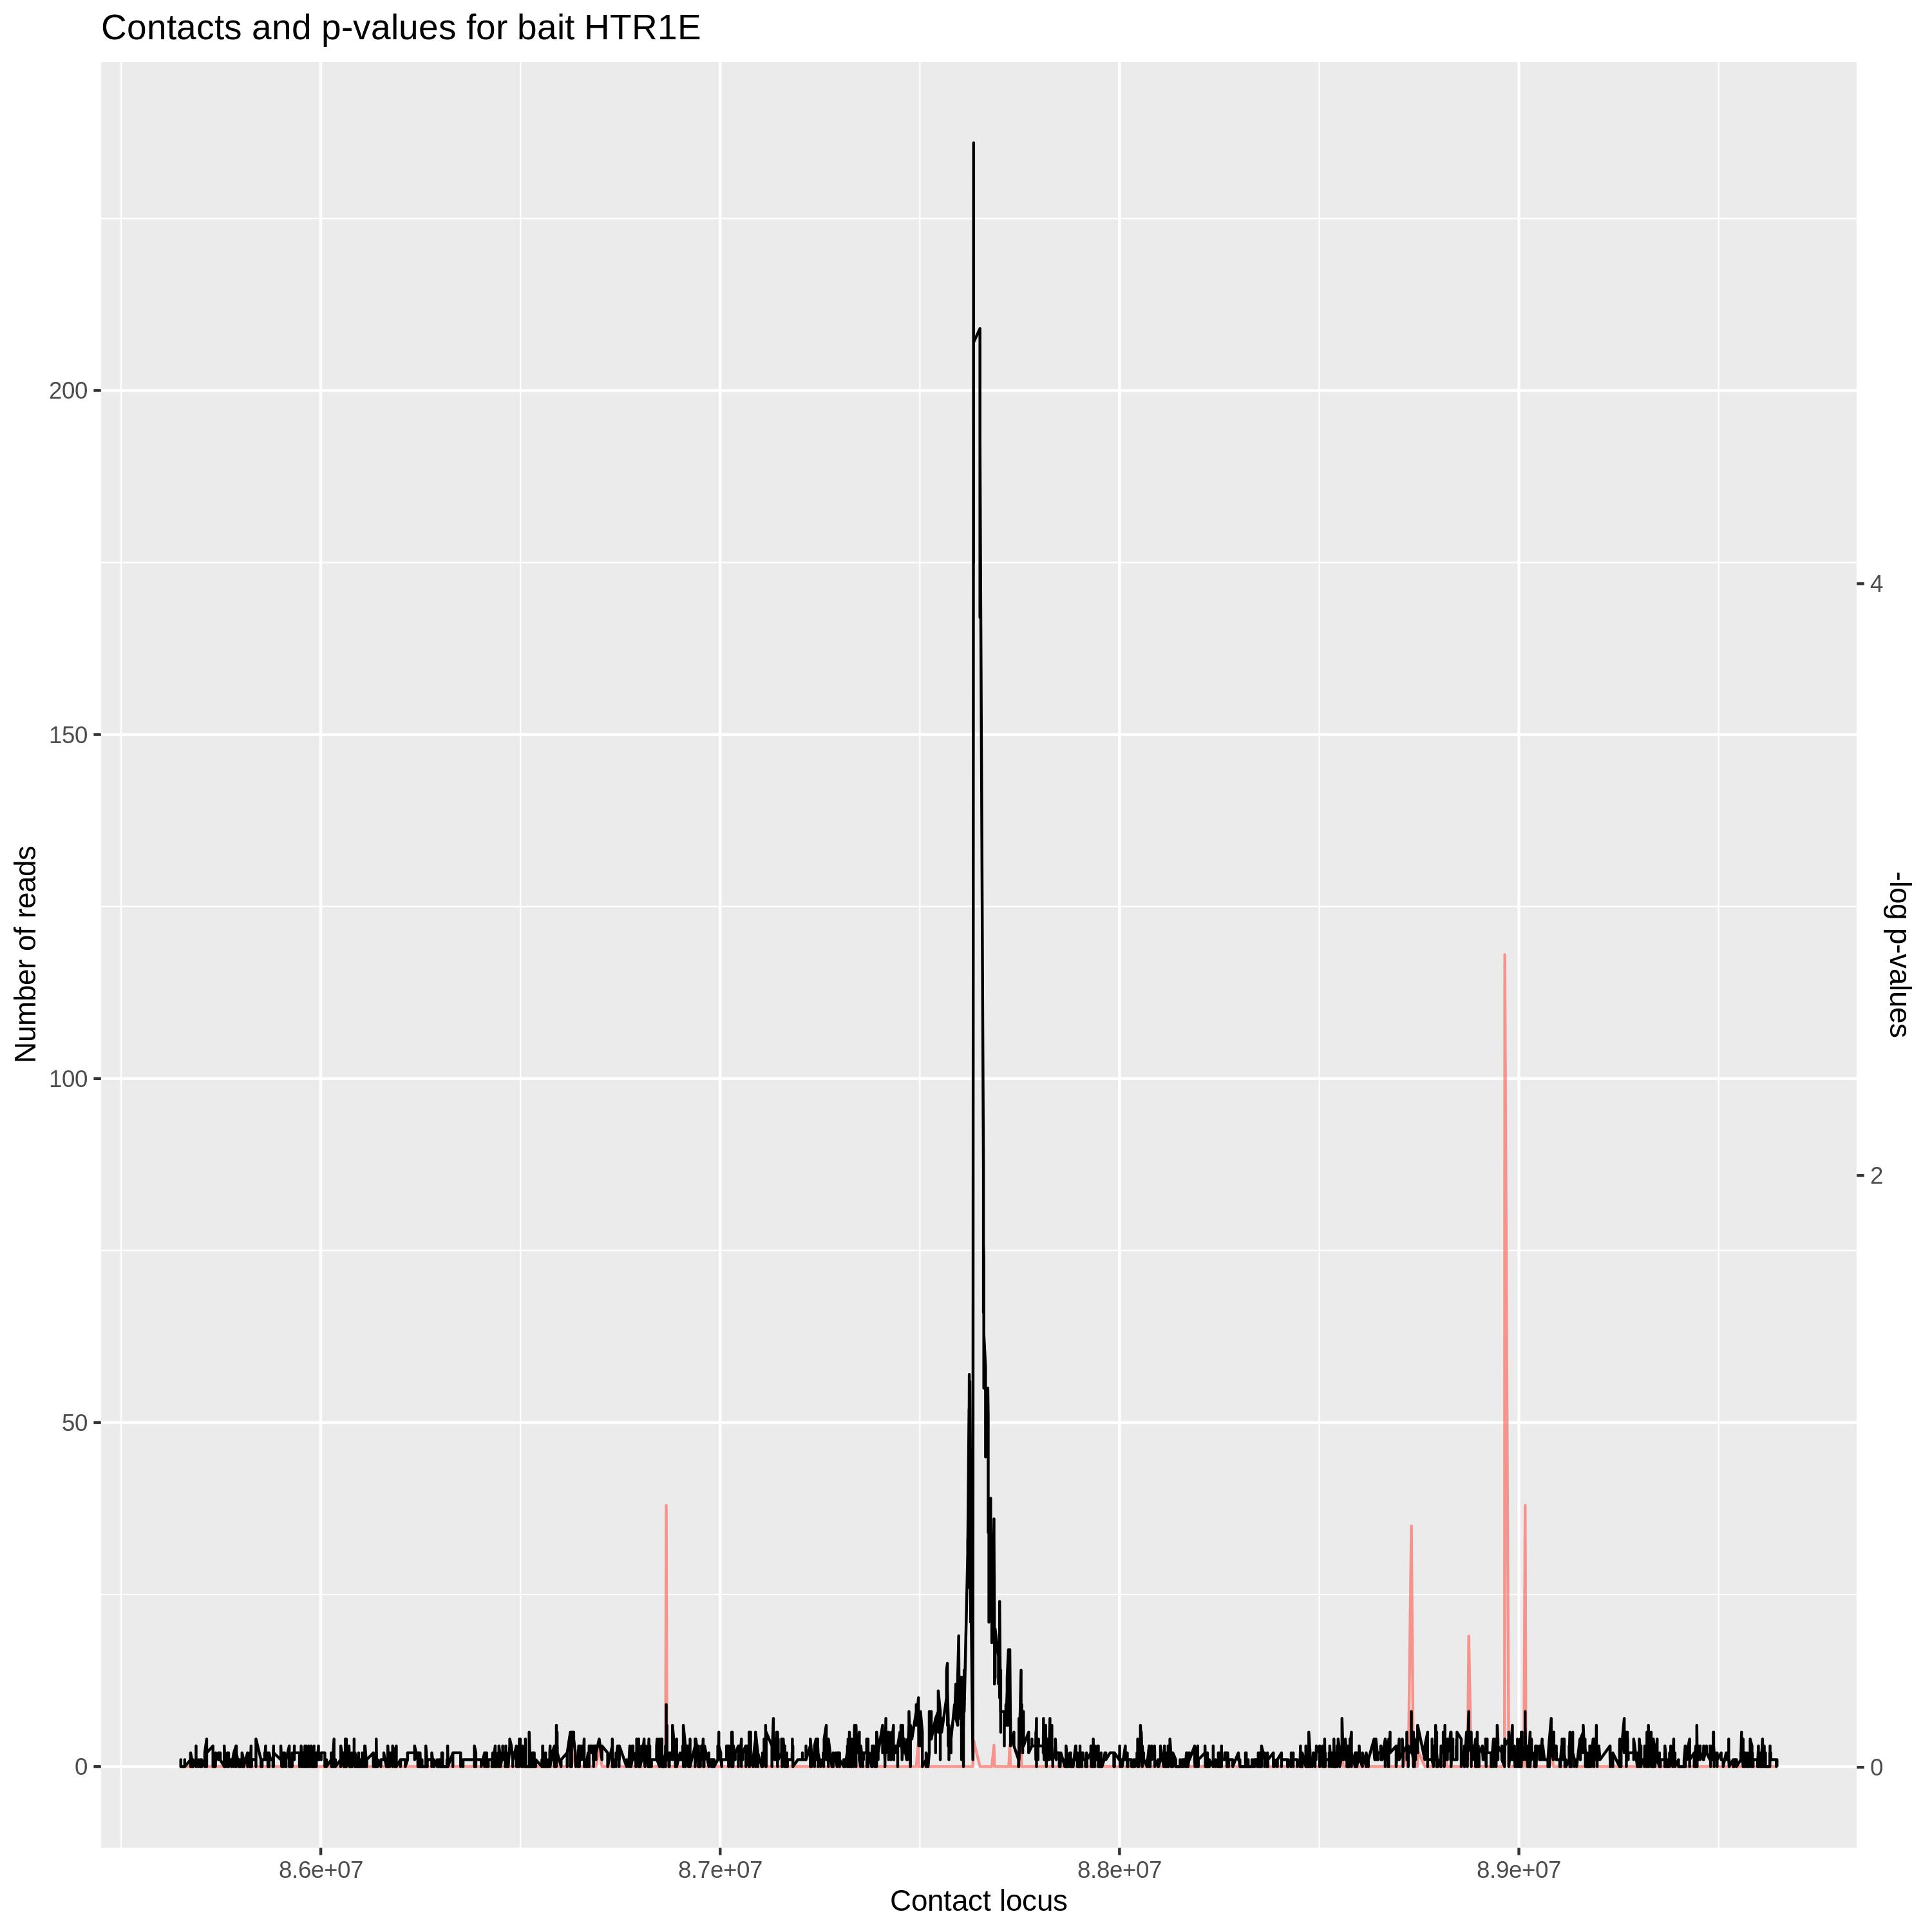 Contacts and p-values for bait HTR1E
Number of reads
200
150
100
50
0
4
2
0
-log p-values
8.6e+07
8.7e+07
8.8e+07
8.9e+07
Contact locus